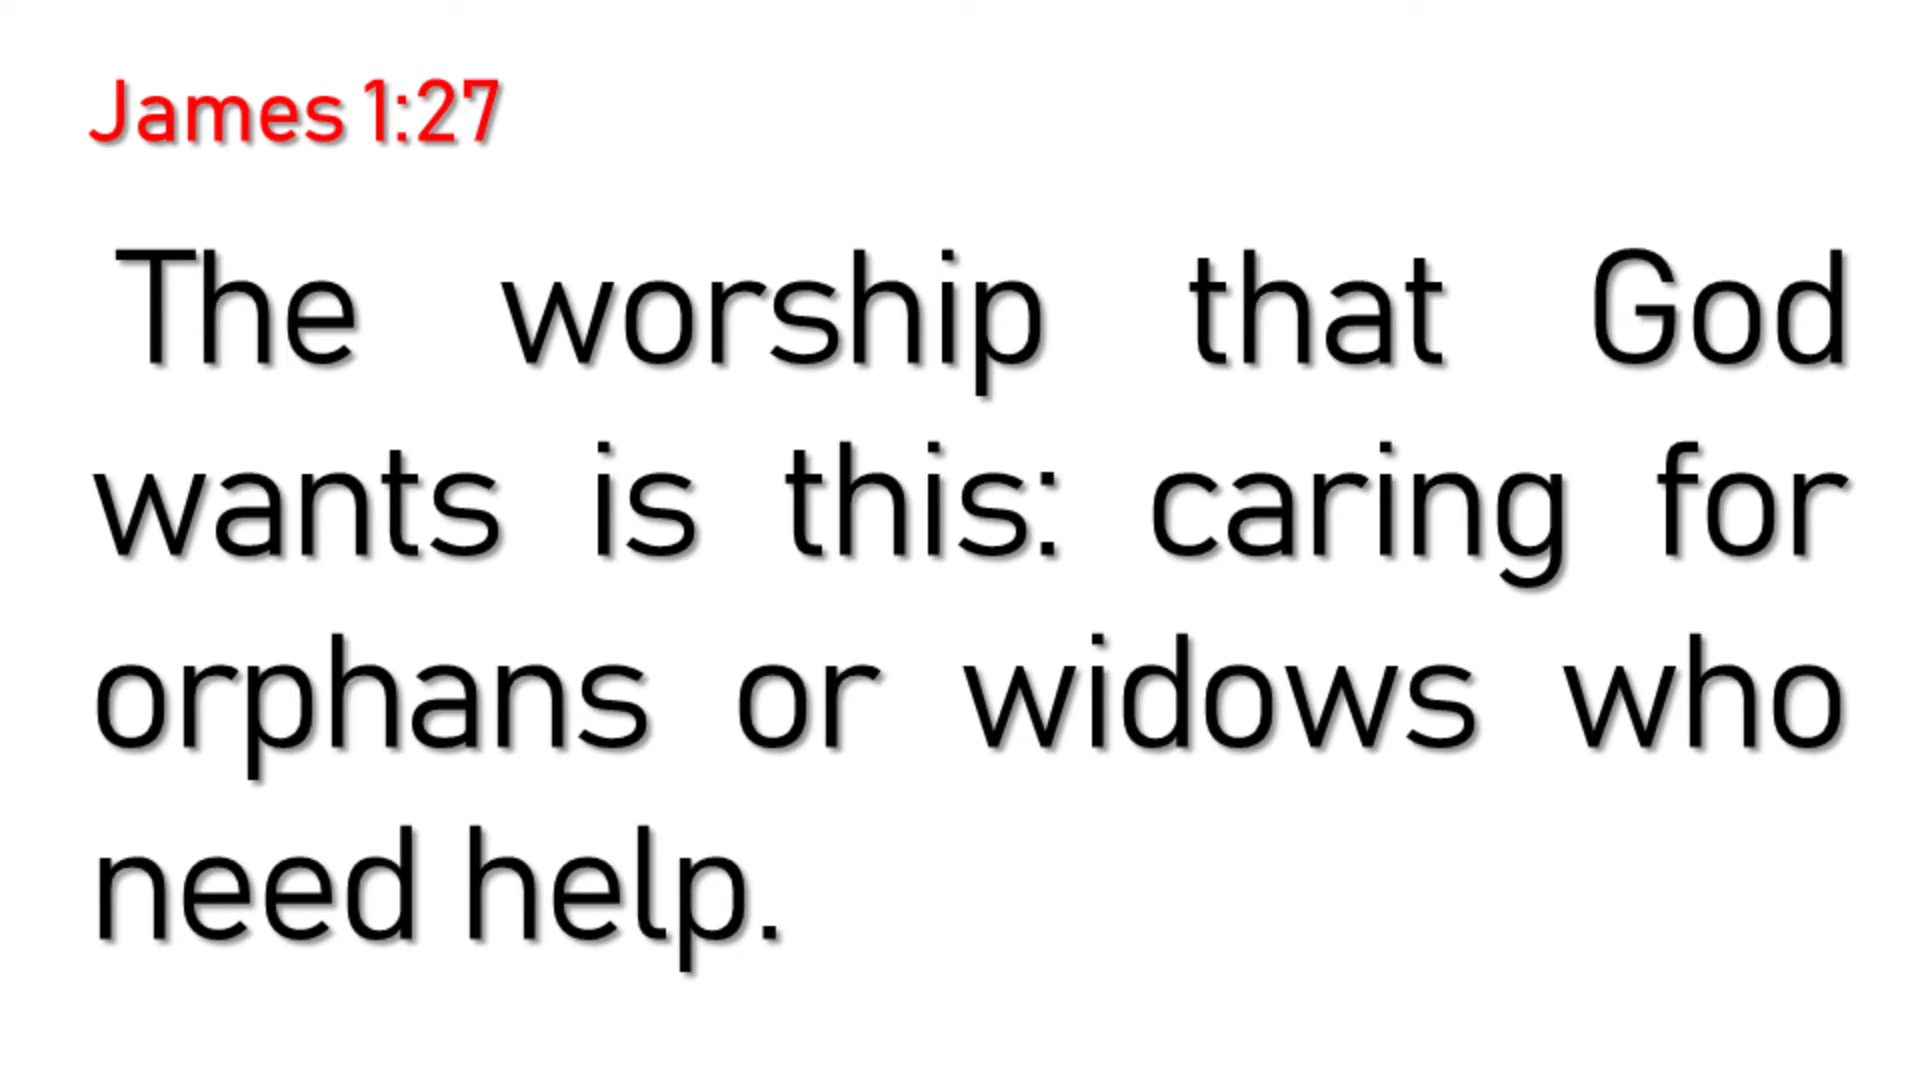 James 1:27
The worship that God
wants is this: caring for
orphans or widows who
need help.